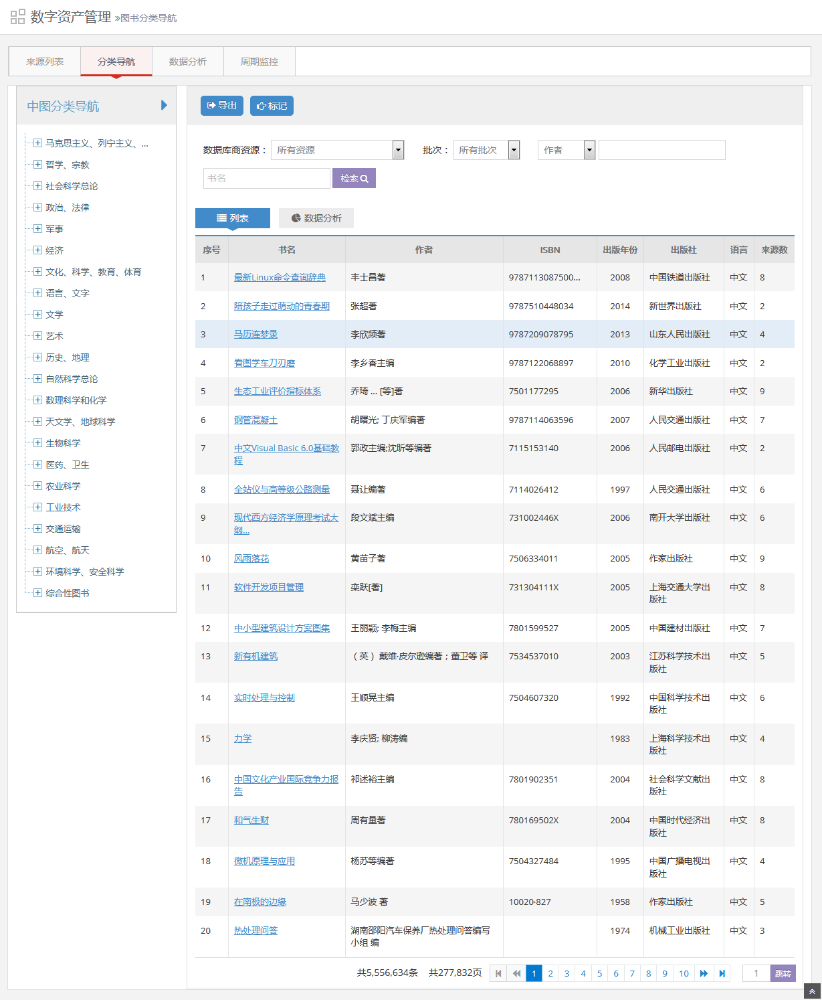 数字资产管理 »图书分类导航
来源列表 分类导航 数据分析 周期监控
中图分类导航
马克思主义、列宁主义、...
哲学、宗教
社会科学总论
政治、法律
军事
经济
文化、科学、教育、体育
语言、文字
文学
艺术
历史、地理
自然科学总论
数理科学和化学
天文学、地球科学
生物科学
医药、卫生
农业科学
工业技术
交通运输
航空、航天
环境科学、安全科学
综合性图书
导出 标记
数据库商资源： 所有资源 批次： 所有批次 作者
书名 检索
列表 数据分析
序号 书名 作者 ISBN 出版年份 出版社 语言 来源数
1 最新Linux命令查询辞典 丰士昌著 9787113087500... 2008 中国铁道出版社 中文 8
2 陪孩子走过萌动的青春期 张超著 9787510448034 2014 新世界出版社 中文 2
3 马历连梦录 李欣频著 9787209078795 2013 山东人民出版社 中文 4
4 看图学车刀刃磨 李乡香主编 9787122068897 2010 化学工业出版社 中文 2
5 生态工业评价指标体系 乔琦 ... [等]著 7501177295 2006 新华出版社 中文 9
6 钢管混凝土 胡曙光; 丁庆军编著 9787114063596 2007 人民交通出版社 中文 7
7 中文Visual Basic 6.0基础教 郭政主编;沈昕等编著 7115153140 2006 人民邮电出版社 中文 2
程
8 全站仪与高等级公路测量 聂让编著 7114026412 1997 人民交通出版社 中文 6
9 现代西方经济学原理考试大 段文斌主编 731002446X 2006 南开大学出版社 中文 6
纲...
10 风雨落花 黄苗子著 7506334011 2005 作家出版社 中文 9
11 软件开发项目管理 栾跃[著] 731304111X 2005 上海交通大学出 中文 8
版社
12 中小型建筑设计方案图集 王丽颖; 李梅主编 7801599527 2005 中国建材出版社 中文 7
13 新有机建筑 （ 英 ） 戴维·皮尔逊编著；董卫等 译 7534537010 2003 江苏科学技术出 中文 5
版社
14 实时处理与控制 王顺晃主编 7504607320 1992 中国科学技术出 中文 6
版社
15 力学 李庆贤; 柳涛编 1983 上海科学技术出 中文 4
版社
16 中国文化产业国际竞争力报 祁述裕主编 7801902351 2004 社会科学文献出 中文 8
告 版社
17 和气生财 周有量著 780169502X 2004 中国时代经济出 中文 8
版社
18 微机原理与应用 杨苏等编著 7504327484 1995 中国广播电视出 中文 4
版社
19 在南极的边缘 马少波 著 10020·827 1958 作家出版社 中文 5
20 热处理问答 湖南邵阳汽车保养厂热处理问答编写 1974 机械工业出版社 中文 3
小组 编
共5,556,634条 共277,832页 1 2 3 4 5 6 7 8 9 10 1 跳转